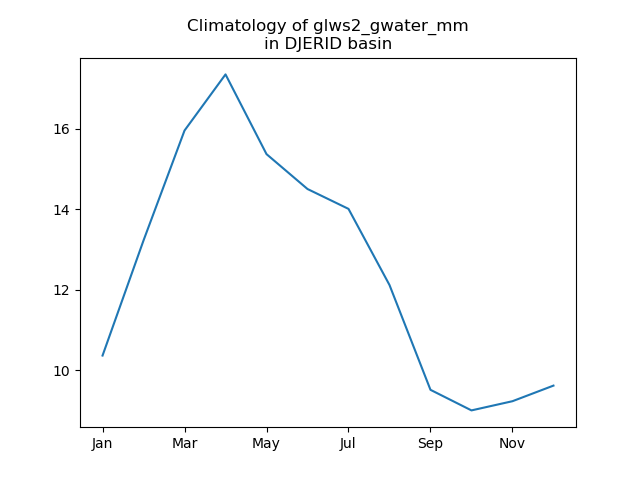 Climatology of glws2_gwater_mm
in DJERID basin
16
14
12
10
Jan
Mar
May
Jul
Sep
Nov